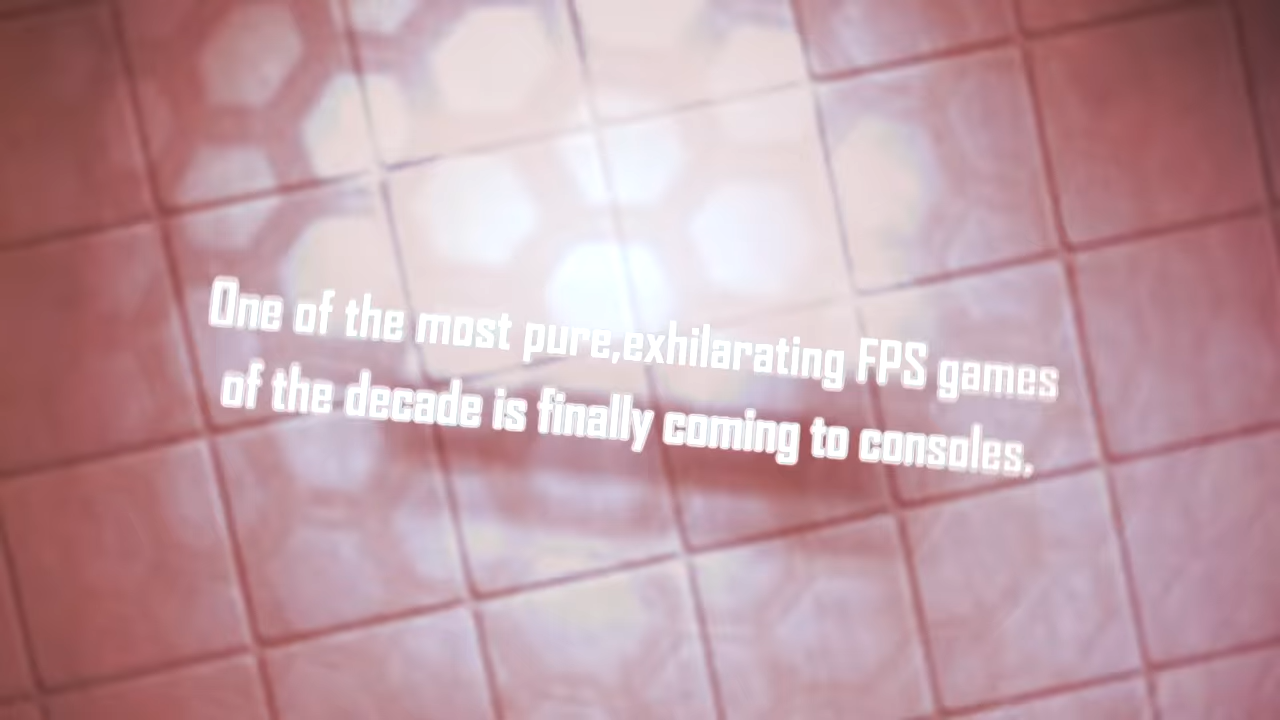 One of the most pure,exhilarating FPS games
of the decade is finally coming to consoles.